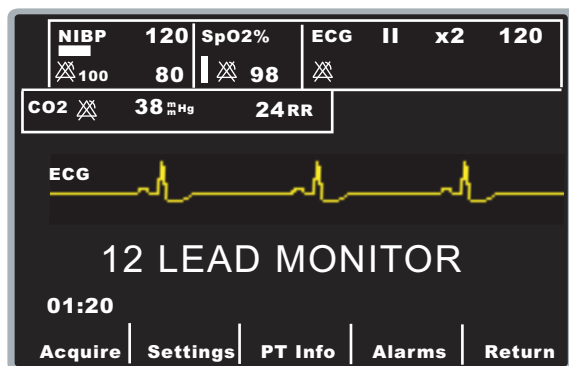 NIBP 120 SpO2% ECG II x2 120
100 80 98
CO2 38 mmHg 24 RR
ECG
12 LEAD MONITOR
01:20
Acquire Settings PT Info Alarms Return